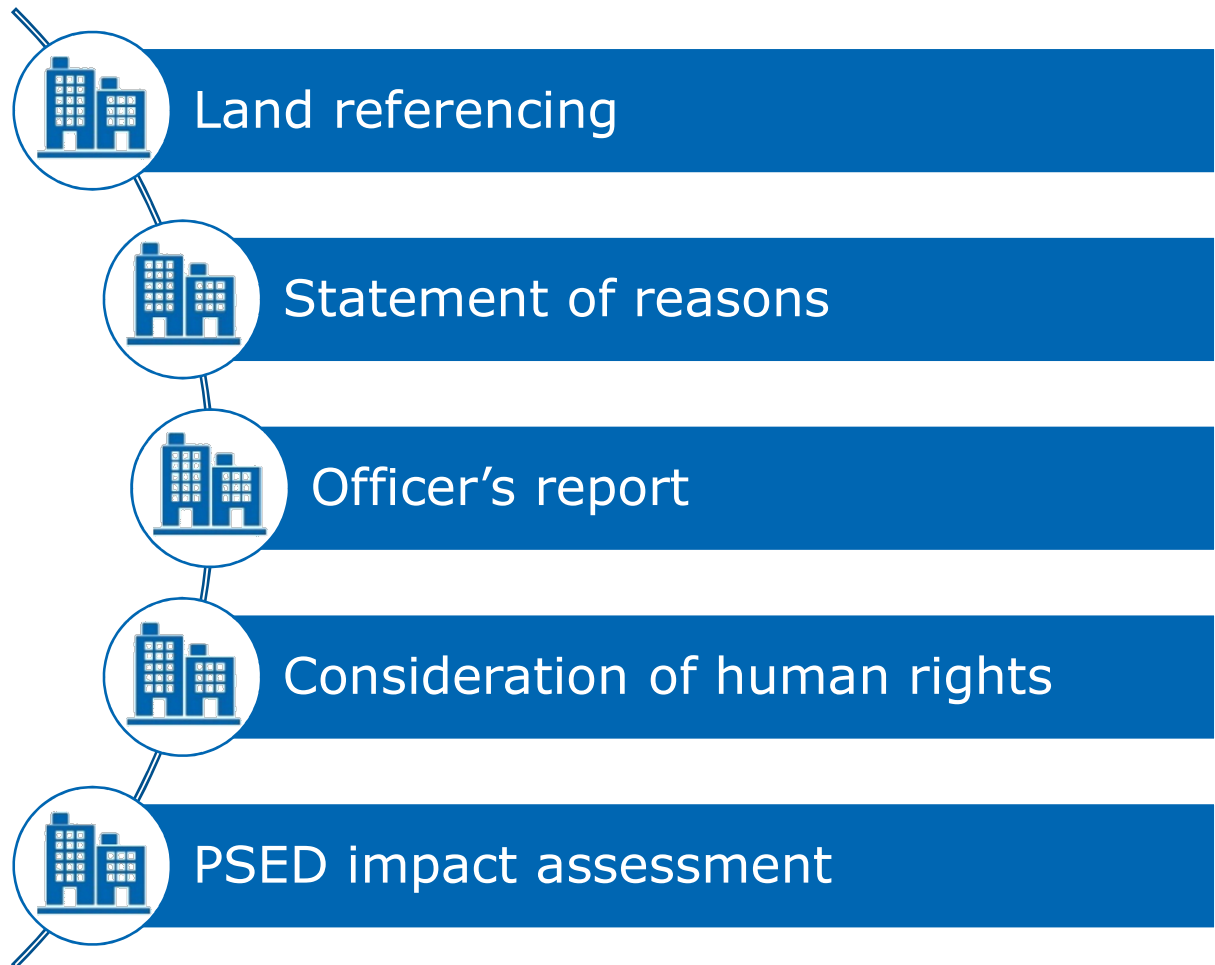 Land referencing
Statement of reasons
Officer’s report
Consideration of human rights
PSED impact assessment